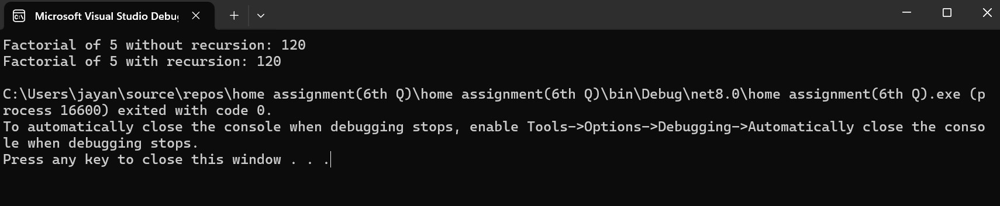 Microsoft Visual Studio Debu
Factorial of 5 without recursion: 120
Factorial of 5 with recursion: 120
C:\Users\jayan\source\repos\home assignment(6th Q)\home assignment(6th Q)\bin\Debug\net8.0\home assignment(6th Q).exe (p
rocess 16600) exited with code 0.
To automatically close the console when debugging stops, enable Tools->Options->Debugging->Automatically close the conso
le when debugging stops.
Press any key to close this window . . .